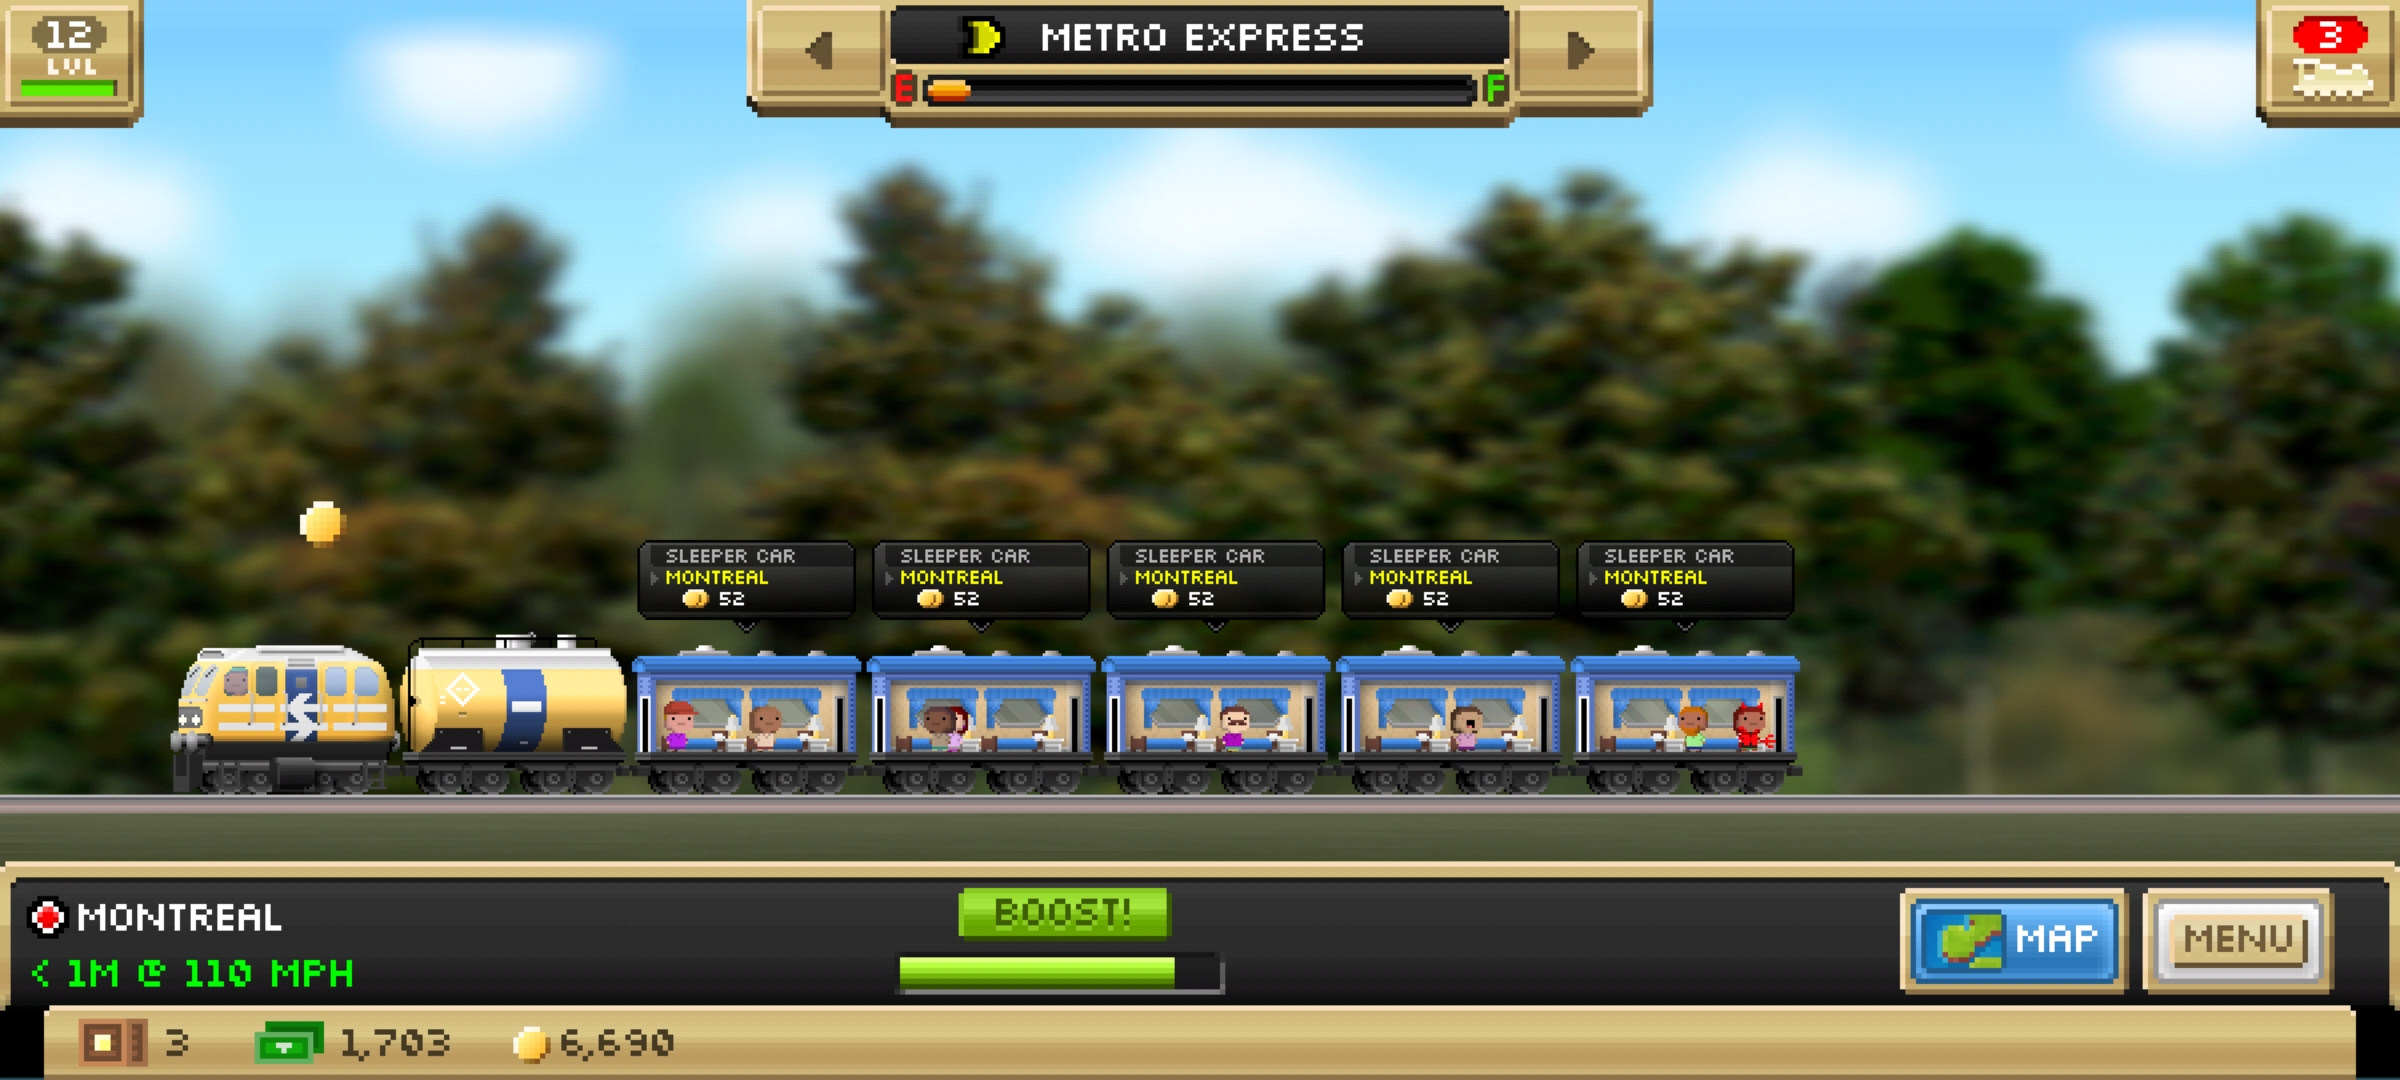 12
LVL
METRO EXPRESS
E F
3
SLEEPER CAR
MONTREAL
52
SLEEPER CAR
MONTREAL
52
SLEEPER CAR
MONTREAL
52
SLEEPER CAR
MONTREAL
52
SLEEPER CAR
MONTREAL
52
MONTREAL
< 1M @ 110 MPH
BOOST!
MAP
MENU
3
1,703
6,690